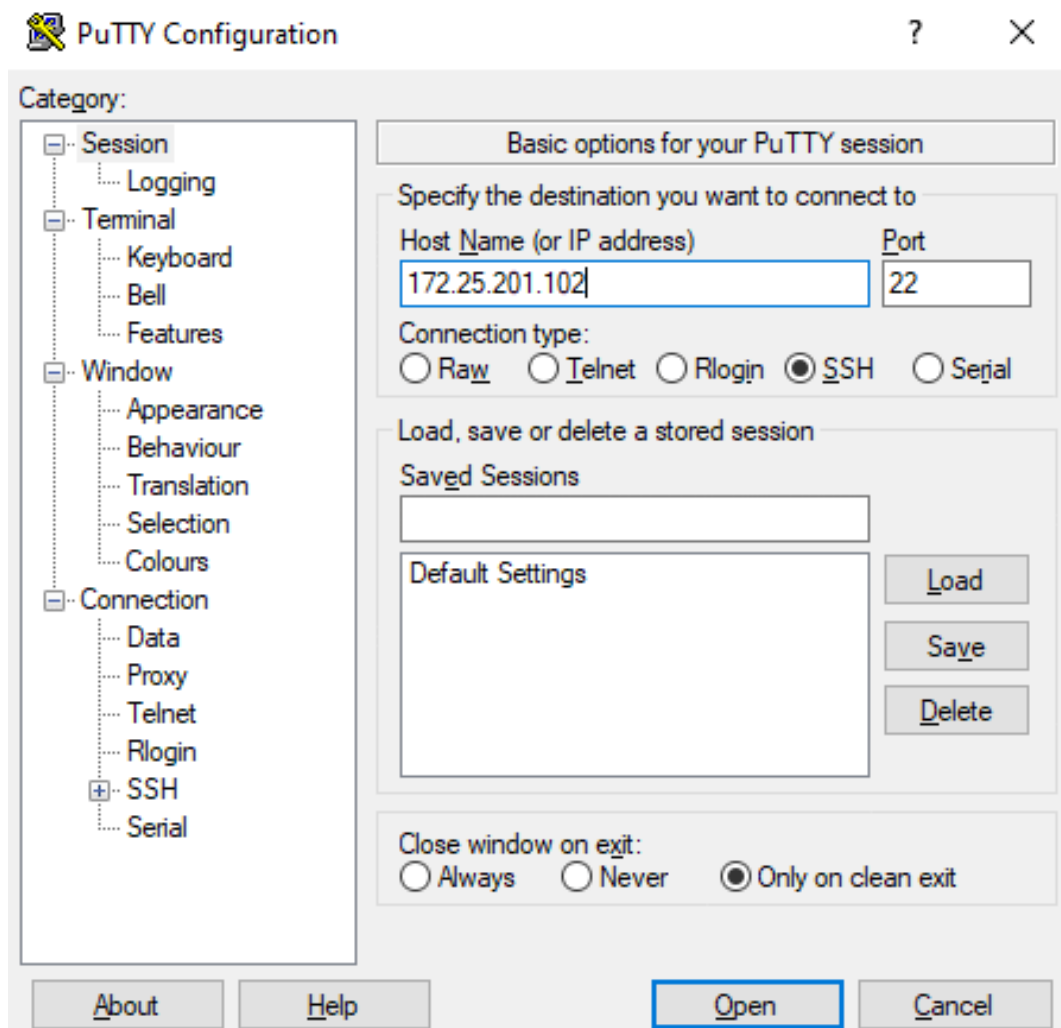 PuTTY Configuration ? ✕
Category:
Session
Logging
Terminal
Keyboard
Bell
Features
Window
Appearance
Behaviour
Translation
Selection
Colours
Connection
Data
Proxy
Telnet
Rlogin
SSH
Serial
Basic options for your PuTTY session
Specify the destination you want to connect to
Host Name (or IP address) Port
172.25.201.102 22
Connection type:
Raw Telnet Rlogin SSH Serial
Load, save or delete a stored session
Saved Sessions
Default Settings
Load
Save
Delete
Close window on exit:
Always Never Only on clean exit
About Help Open Cancel